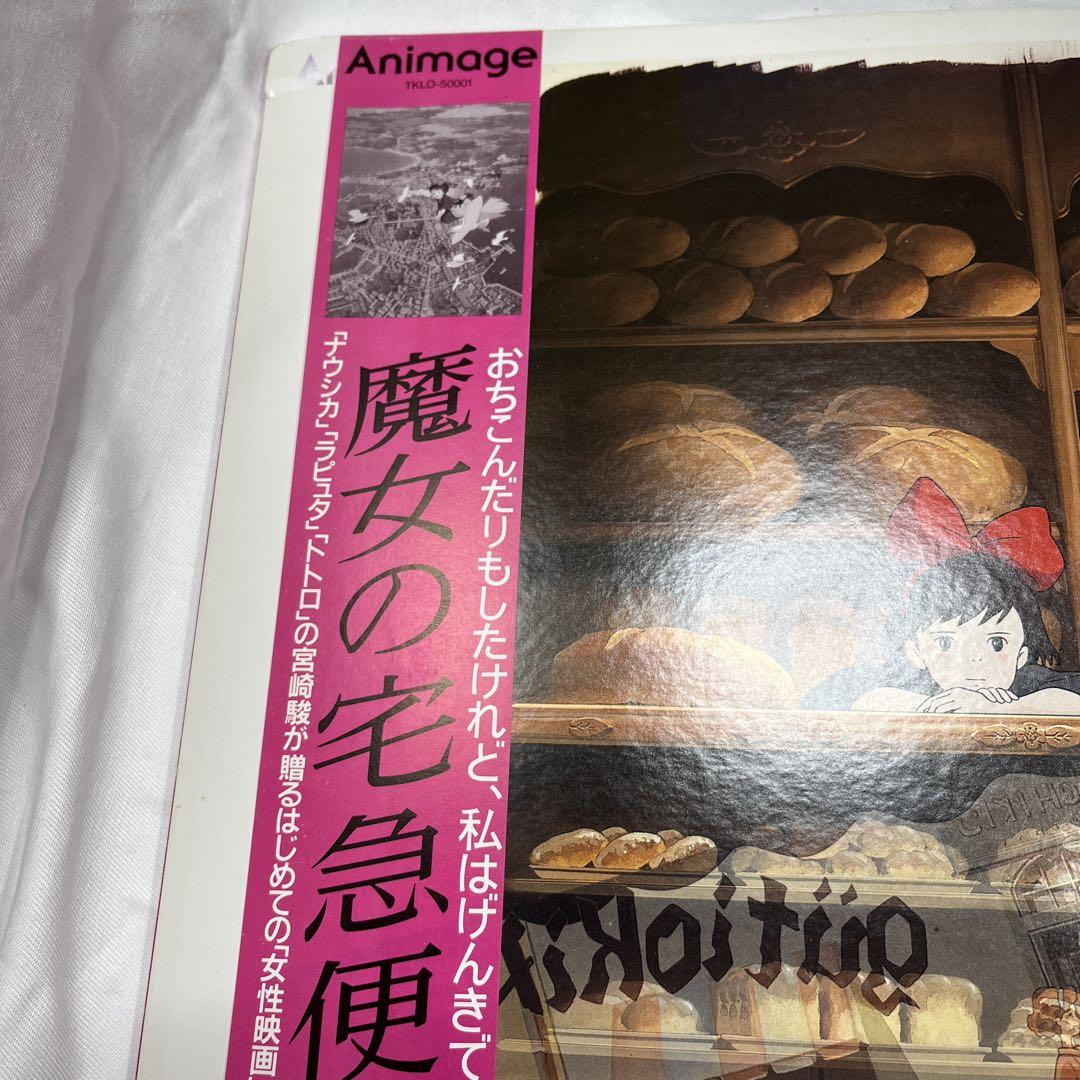 Animage
TKLO-50001
おちこんだりもしたけれど、私はげんきで
魔女の宅急便
「ナウシカ」「ラピュタ」「トトロ」の宮崎駿が贈るはじめての「女性映画